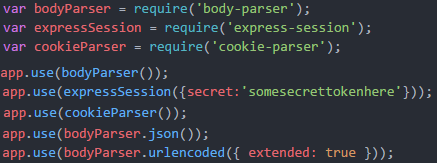 var bodyParser = require('body-parser');
var expressSession = require('express-session');
var cookieParser = require('cookie-parser');
app.use(bodyParser());
app.use(expressSession({secret:'somesecrettokenhere'}));
app.use(cookieParser());
app.use(bodyParser.json());
app.use(bodyParser.urlencoded({ extended: true }));